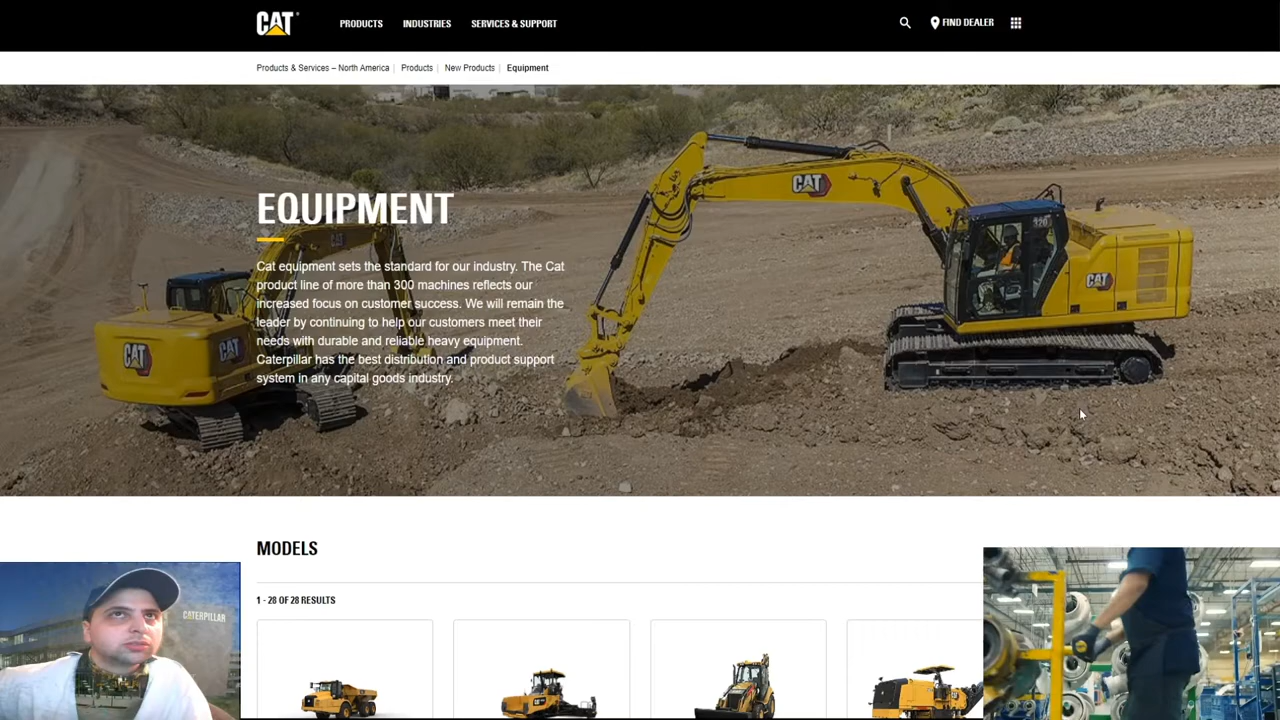 CAT
PRODUCTS
INDUSTRIES
SERVICES & SUPPORT
FIND DEALER
Products & Services – North America | Products | New Products | Equipment
EQUIPMENT
Cat equipment sets the standard for our industry. The Cat
product line of more than 300 machines reflects our
increased focus on customer success. We will remain the
leader by continuing to help our customers meet their
needs with durable and reliable heavy equipment.
Caterpillar has the best distribution and product support
system in any capital goods industry.
CAT
320
CAT
CAT
CAT
MODELS
1 - 28 OF 28 RESULTS
CATERPILLAR